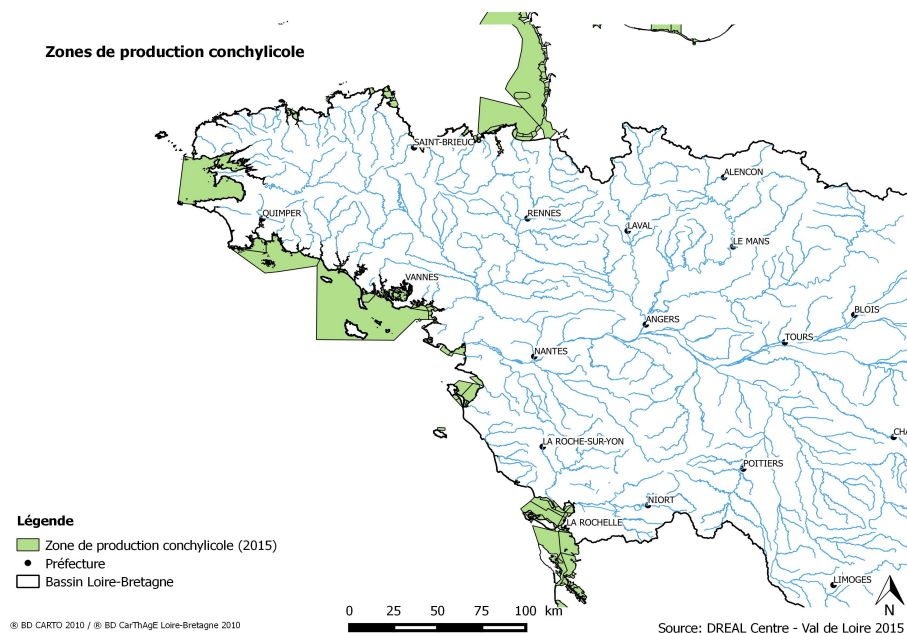 Zones de production conchylicole
SAINT-BRIEUC
ALENCON
QUIMPER
RENNES
LAVAL
LE MANS
VANNES
ANGERS
BLOIS
TOURS
NANTES
CHA
LA ROCHE-SUR-YON
POITIERS
NIORT
LA ROCHELLE
LIMOGES
Légende
Zone de production conchylicole (2015)
Préfecture
Bassin Loire-Bretagne
0 25 50 75 100 km
N
® BD CARTO 2010 / ® BD CarThAgE Loire-Bretagne 2010
Source: DREAL Centre - Val de Loire 2015